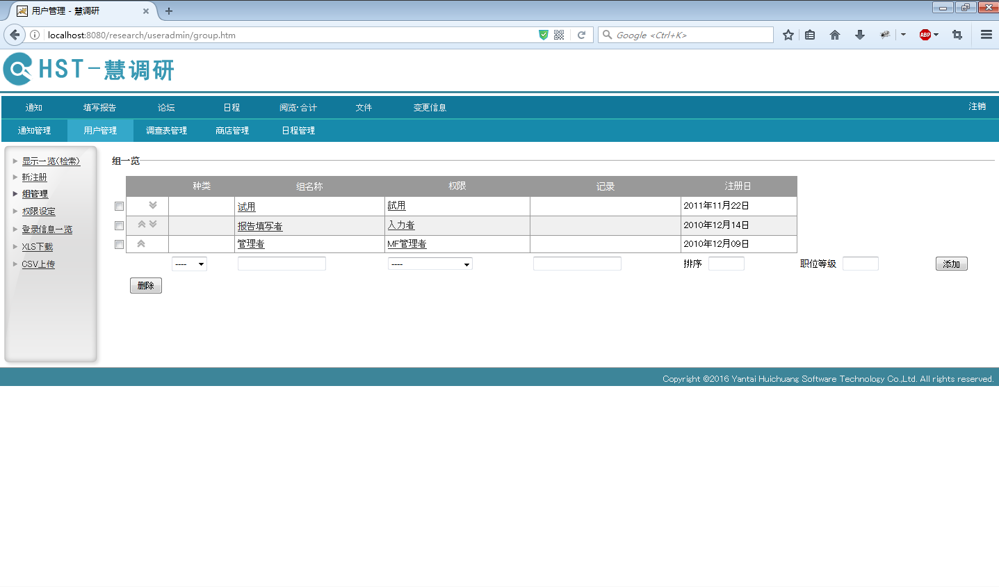 用户管理 - 慧调研
localhost:8080/research/useradmin/group.htm
Google <Ctrl+K>
ABP
HST-慧调研
通知 填写报告 论坛 日程 阅览·合计 文件 变更信息 注销
通知管理 用户管理 调查表管理 商店管理 日程管理
显示一览(检索)
新注册
组管理
权限设定
登录信息一览
XLS下载
CSV上传
组一览
种类 组名称 权限 记录 注册日
试用 試用 2011年11月22日
报告填写者 入力者 2010年12月14日
管理者 MF管理者 2010年12月09日
---- ---- 排序 职位等级 添加
删除
Copyright ©2016 Yantai Huichuang Software Technology Co.,Ltd. All rights reserved.